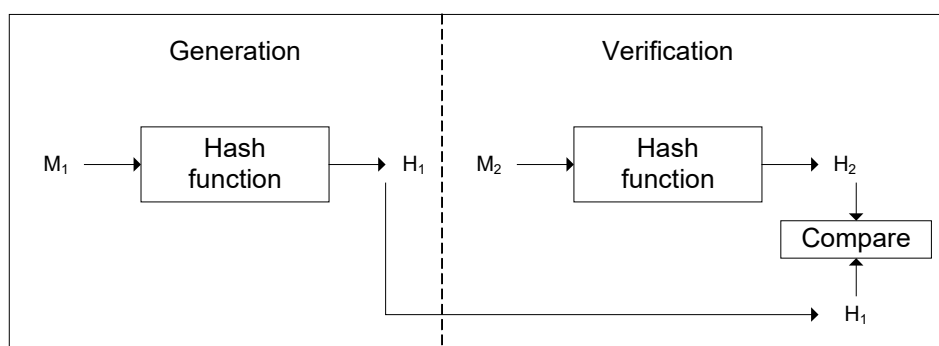 Generation
Verification
M₁
Hash
function
H₁
M₂
Hash
function
H₂
Compare
H₁